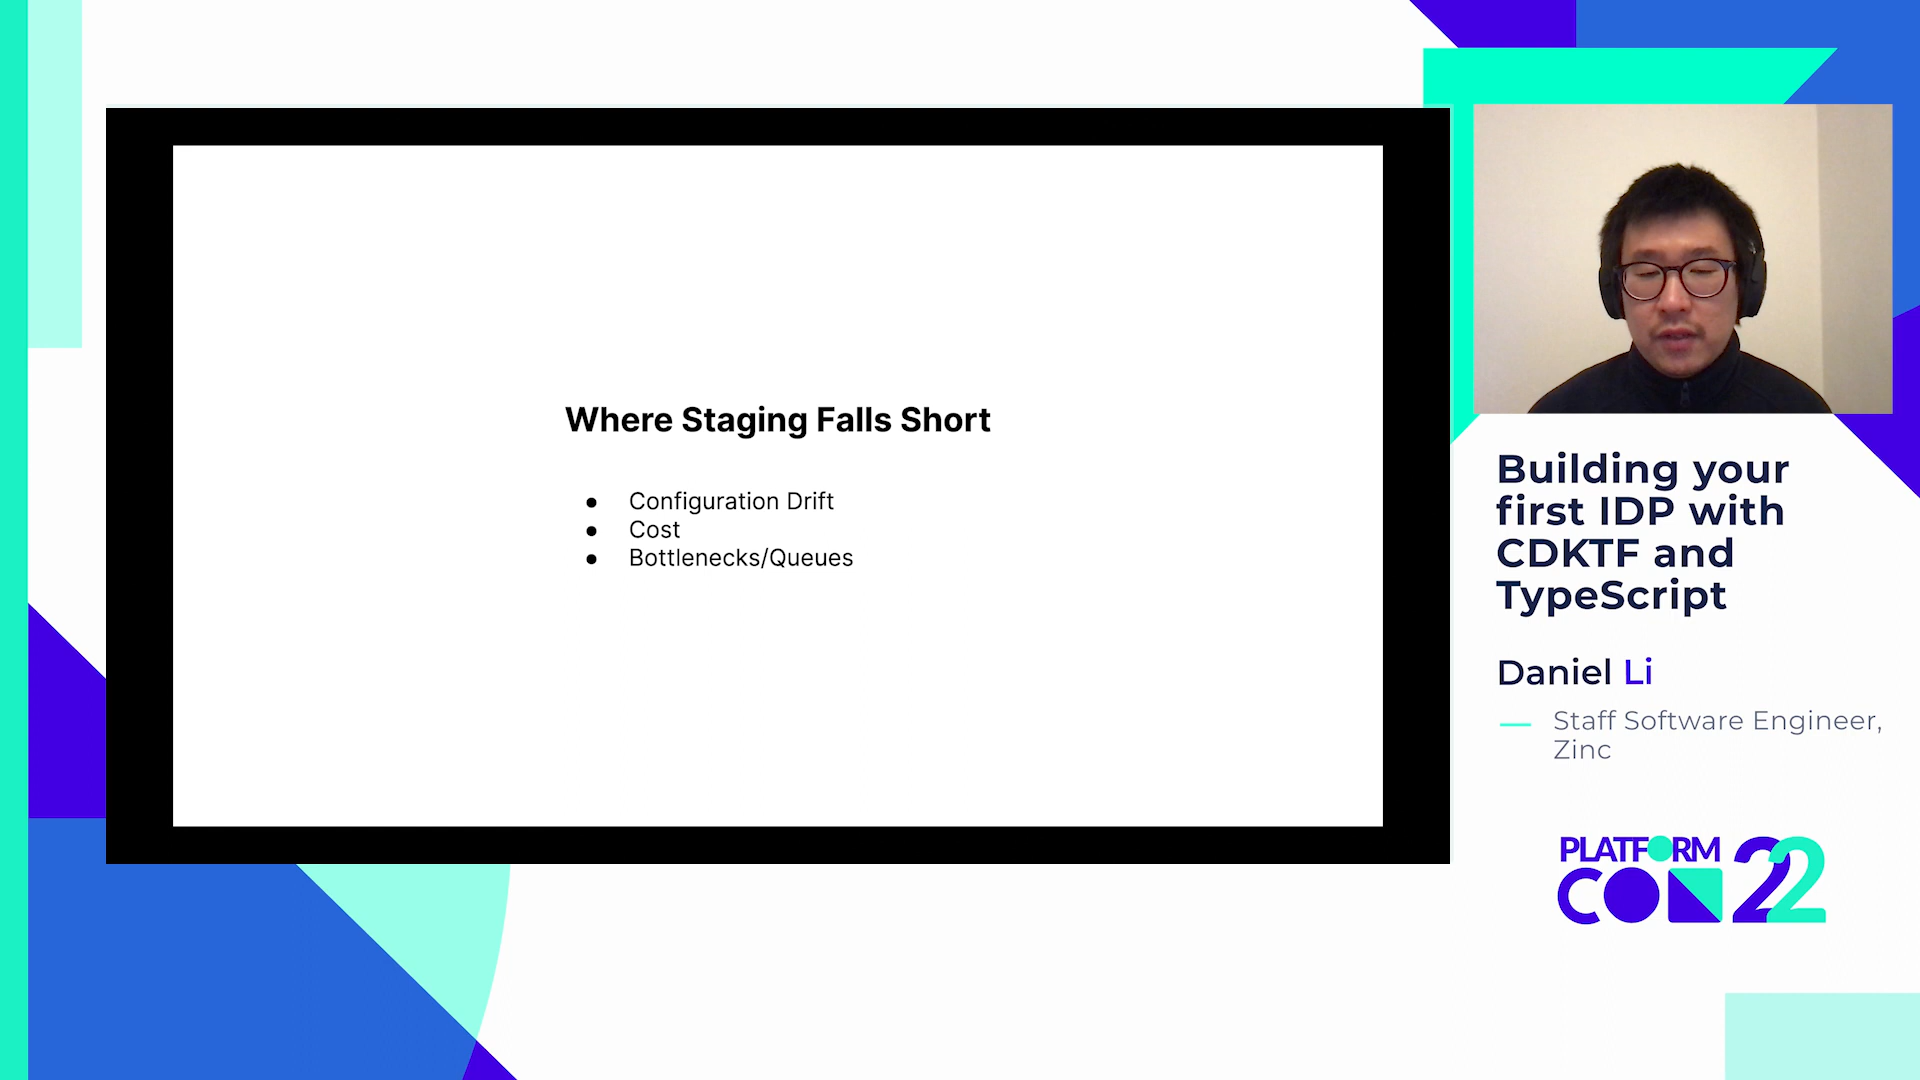 Where Staging Falls Short
● Configuration Drift
● Cost
● Bottlenecks/Queues
Building your
first IDP with
CDKTF and
TypeScript
Daniel Li
Staff Software Engineer,
Zinc
PLATFORM
CON 22